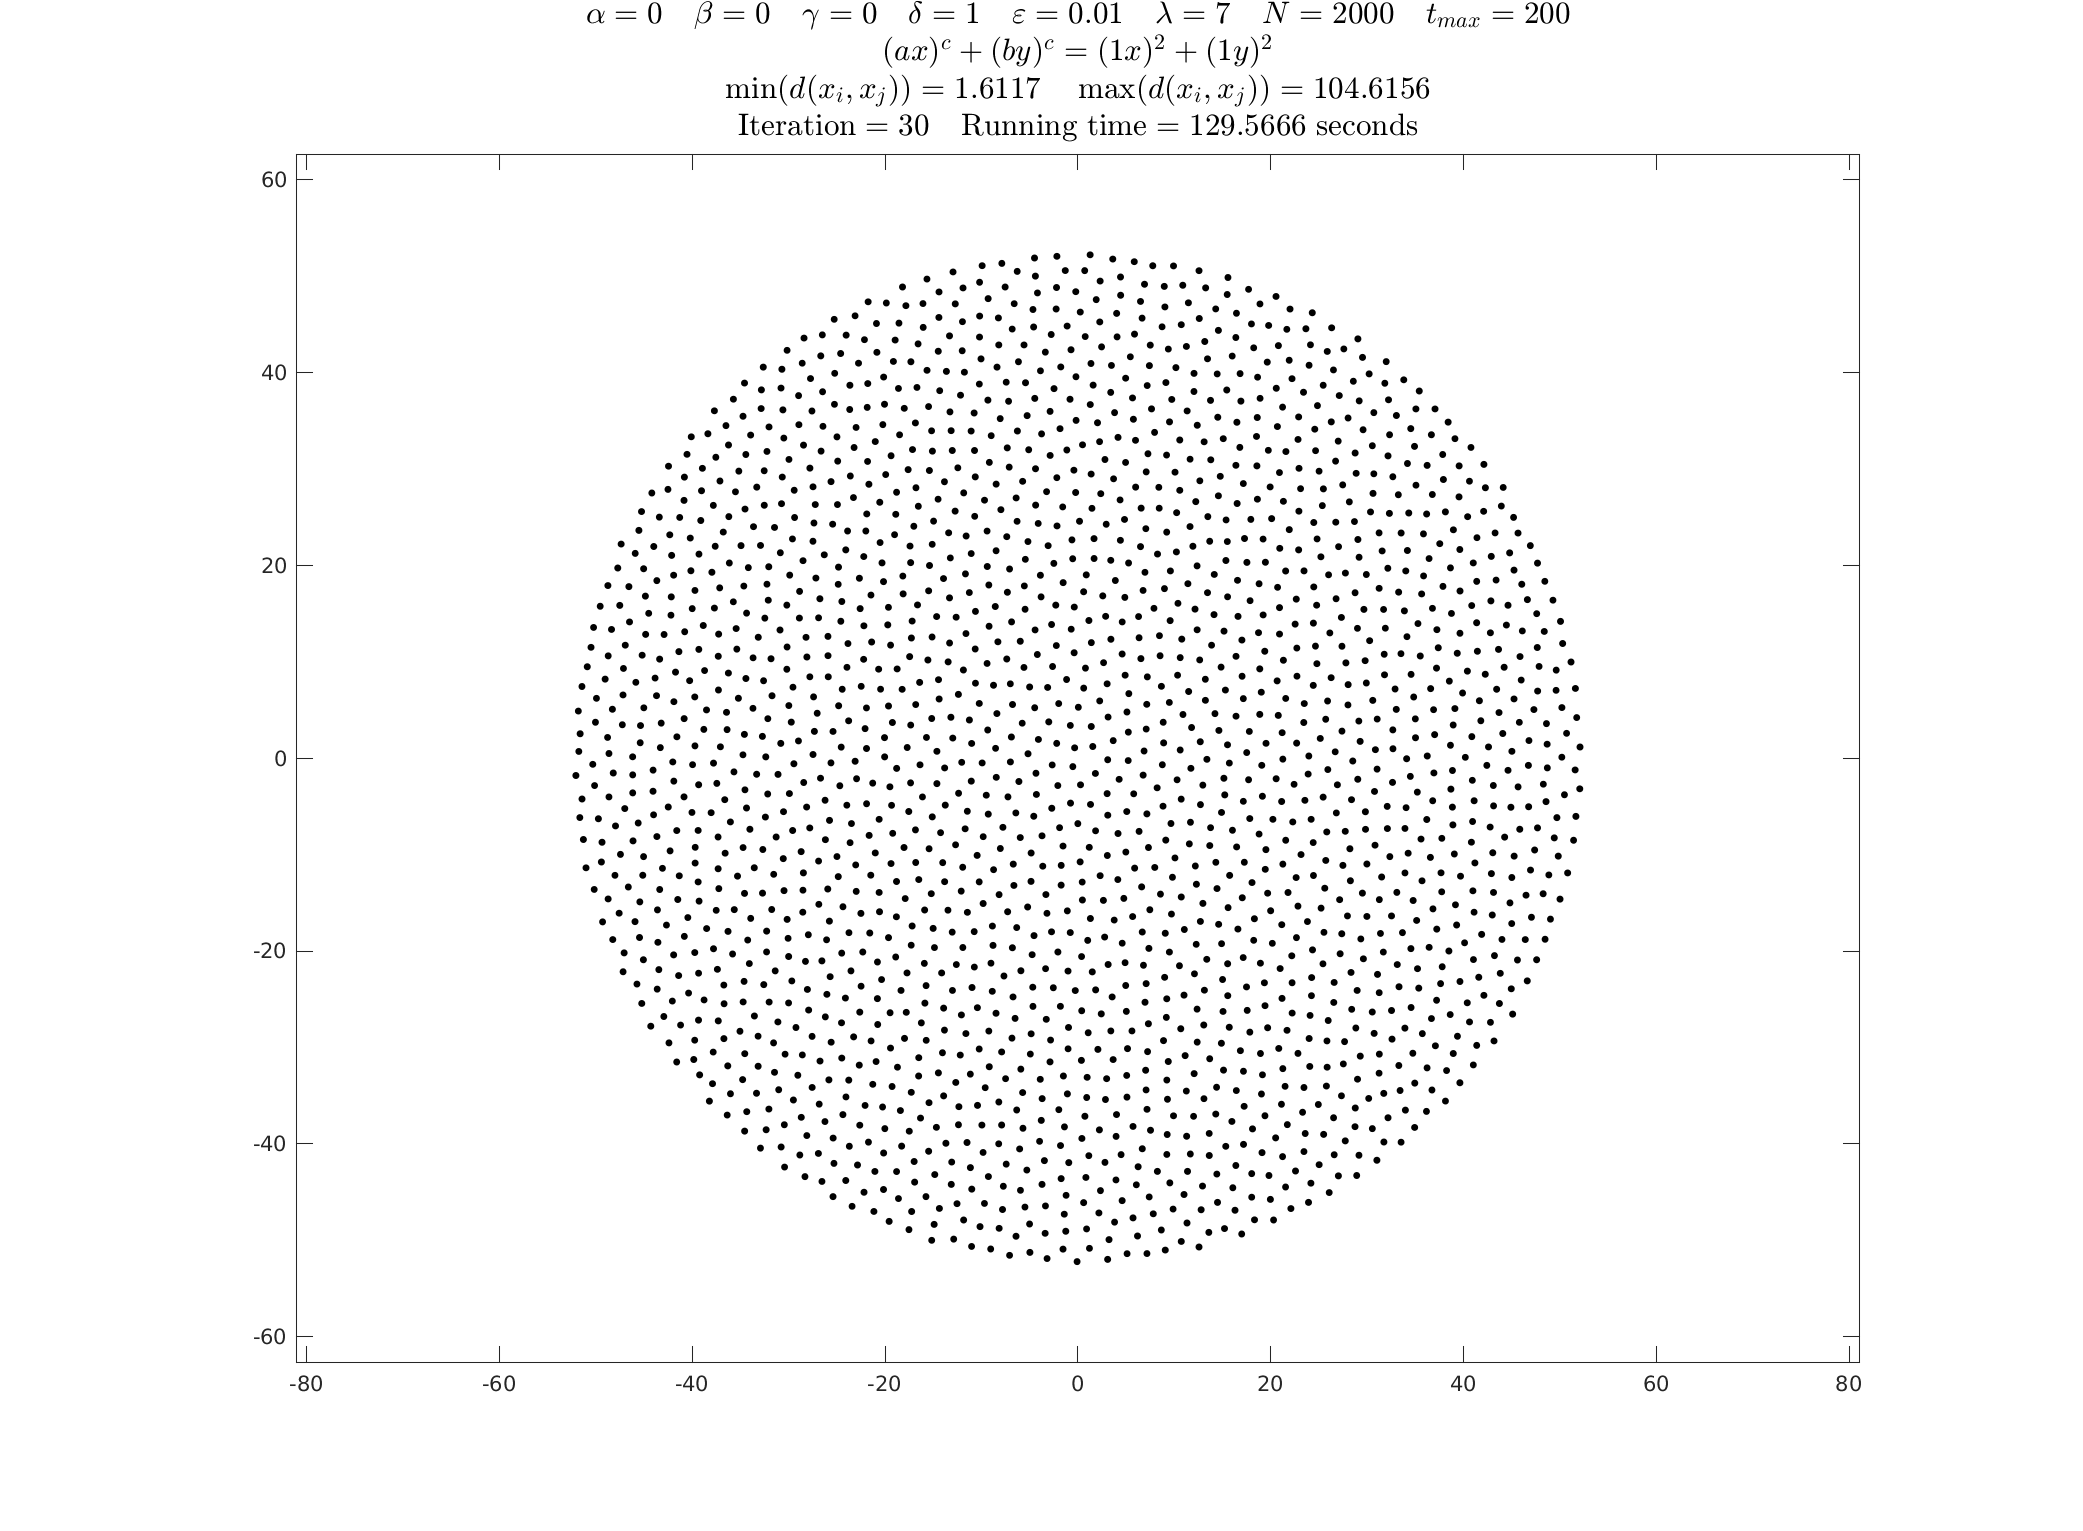 α = 0 β = 0 γ = 0 δ = 1 ε = 0.01 λ = 7 N = 2000 t_{max} = 200
(ax)^c + (by)^c = (1x)^2 + (1y)^2
min(d(x_i, x_j)) = 1.6117 max(d(x_i, x_j)) = 104.6156
Iteration = 30 Running time = 129.5666 seconds
60
40
20
0
-20
-40
-60
-80 -60 -40 -20 0 20 40 60 80